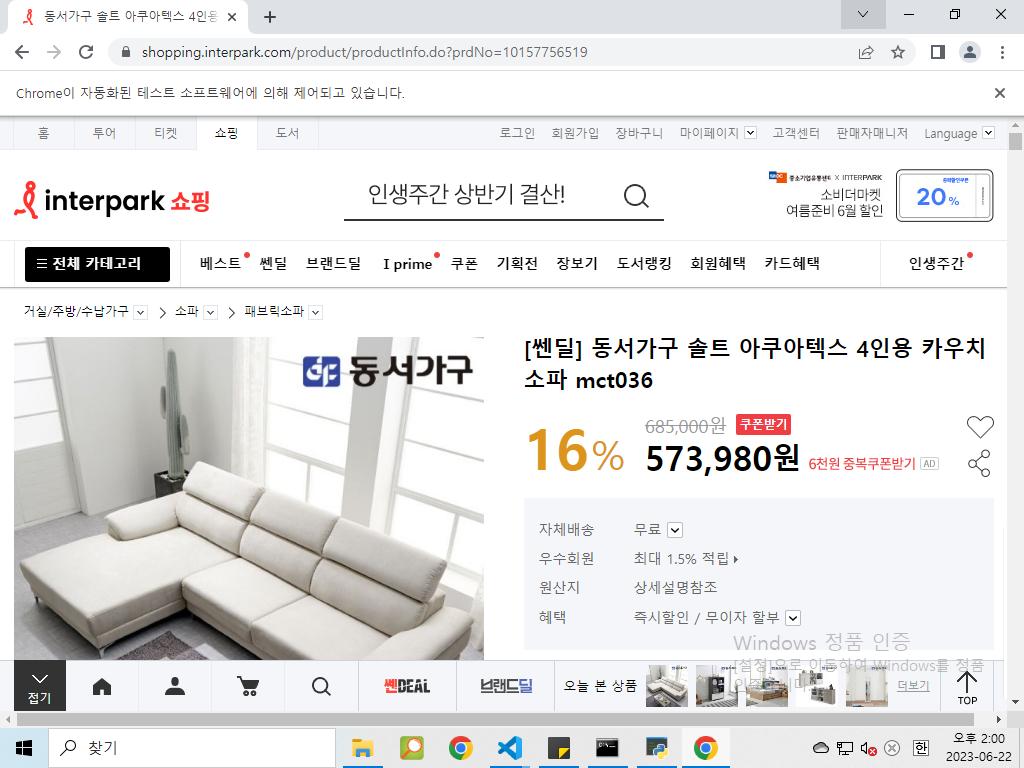 동서가구 솔트 아쿠아텍스 4인용
shopping.interpark.com/product/productInfo.do?prdNo=10157756519
Chrome이 자동화된 테스트 소프트웨어에 의해 제어되고 있습니다.
홈 투어 티켓 쇼핑 도서 로그인 회원가입 장바구니 마이페이지 고객센터 판매자매니저 Language
interpark 쇼핑 인생주간 상반기 결산!
중소기업유통센터 X INTERPARK
소비더마켓
여름준비 6월 할인
중복할인쿠폰
20%
전체 카테고리 베스트 쎈딜 브랜드딜 I prime 쿠폰 기획전 장보기 도서랭킹 회원혜택 카드혜택 인생주간
거실/주방/수납가구 소파 패브릭소파
동서가구
[쎈딜] 동서가구 솔트 아쿠아텍스 4인용 카우치
소파 mct036
16%
685,000원 쿠폰받기
573,980원 6천원 중복쿠폰받기 AD
자체배송 무료
우수회원 최대 1.5% 적립
원산지 상세설명참조
혜택 즉시할인 / 무이자 할부
Windows 정품 인증
[설정]으로 이동하여 Windows를 정품
접기 쎈DEAL 브랜드딜 오늘 본 상품 더보기 TOP
찾기
한
오후 2:00
2023-06-22